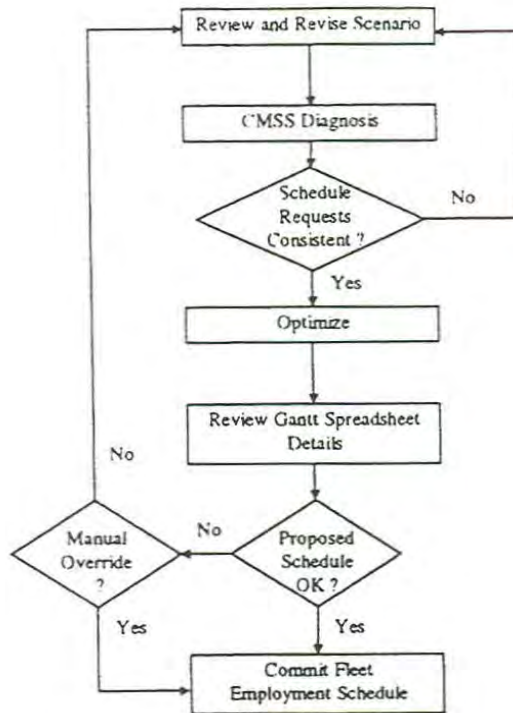 Review and Revise Scenario
CMSS Diagnosis
Schedule
Requests
Consistent ?
No
Yes
Optimize
Review Gantt Spreadsheet
Details
No
No
Manual
Override
?
Proposed
Schedule
OK ?
Yes
Yes
Commit Fleet
Employment Schedule